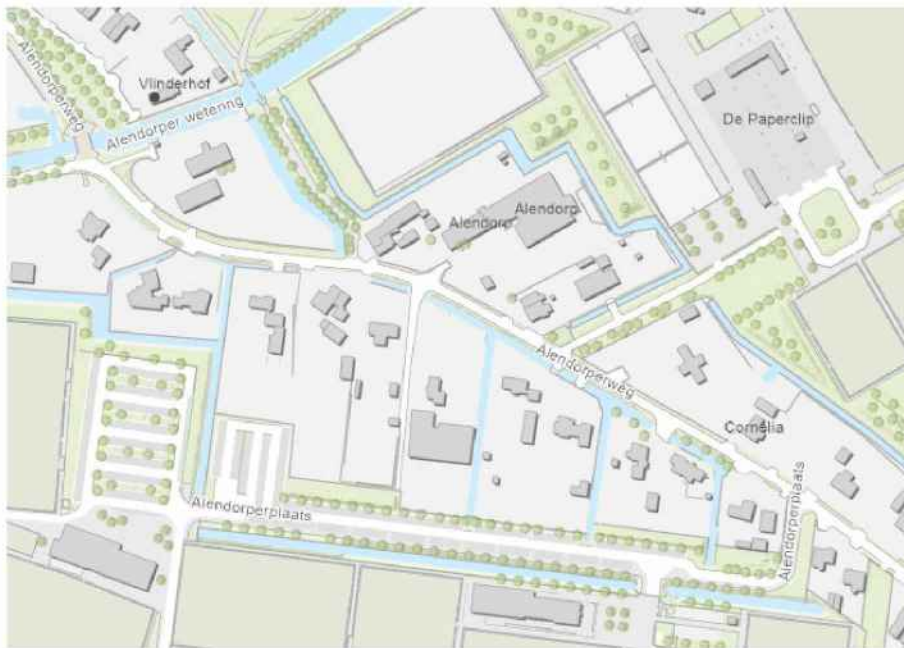 Alendorperweg
Vlinderhof
Alendorper wetering
De Paperclip
Alendorp
Alendorp
Alendorperweg
Cornelia
Alendorperplaats
Alendorperplaats